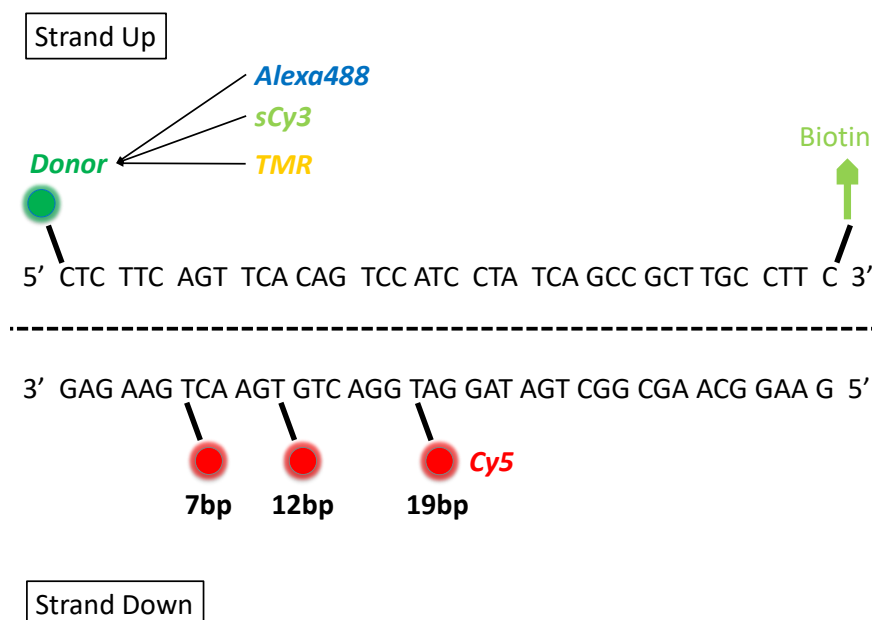 Strand Up
Alexa488
sCy3
Biotin
Donor
TMR
5’ CTC TTC AGT TCA CAG TCC ATC CTA TCA GCC GCT TGC CTT C 3’
3’ GAG AAG TCA AGT GTC AGG TAG GAT AGT CGG CGA ACG GAA G 5’
Cy5
7bp 12bp 19bp
Strand Down